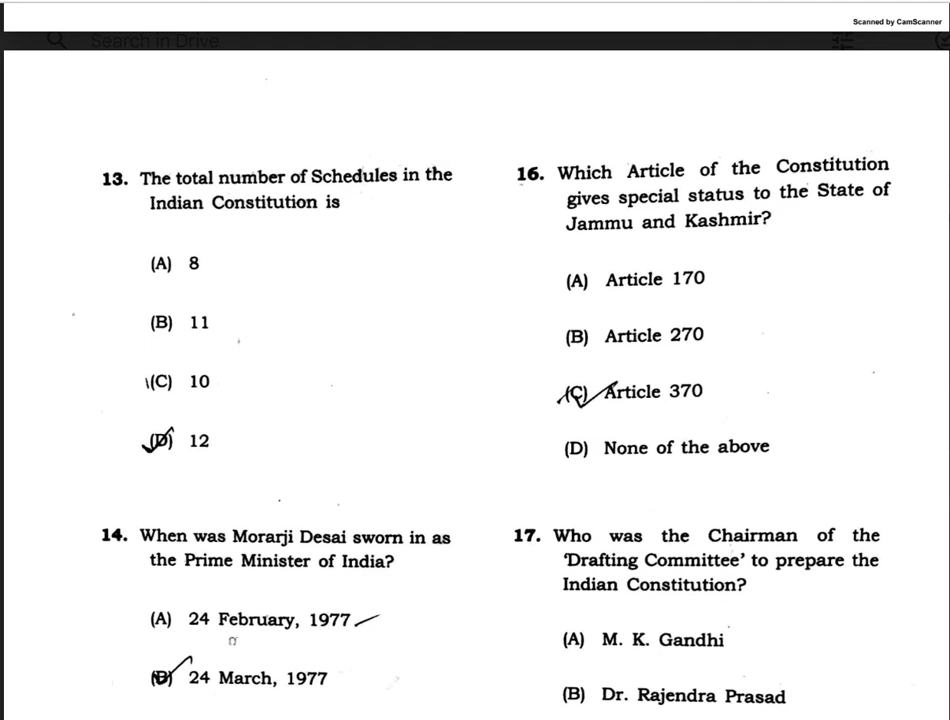 Scanned by CamScanner
Search in Drive
13. The total number of Schedules in the
Indian Constitution is
(A) 8
(B) 11
(C) 10
(D) 12
14. When was Morarji Desai sworn in as
the Prime Minister of India?
(A) 24 February, 1977
(B) 24 March, 1977
16. Which Article of the Constitution
gives special status to the State of
Jammu and Kashmir?
(A) Article 170
(B) Article 270
(C) Article 370
(D) None of the above
17. Who was the Chairman of the
‘Drafting Committee’ to prepare the
Indian Constitution?
(A) M. K. Gandhi
(B) Dr. Rajendra Prasad